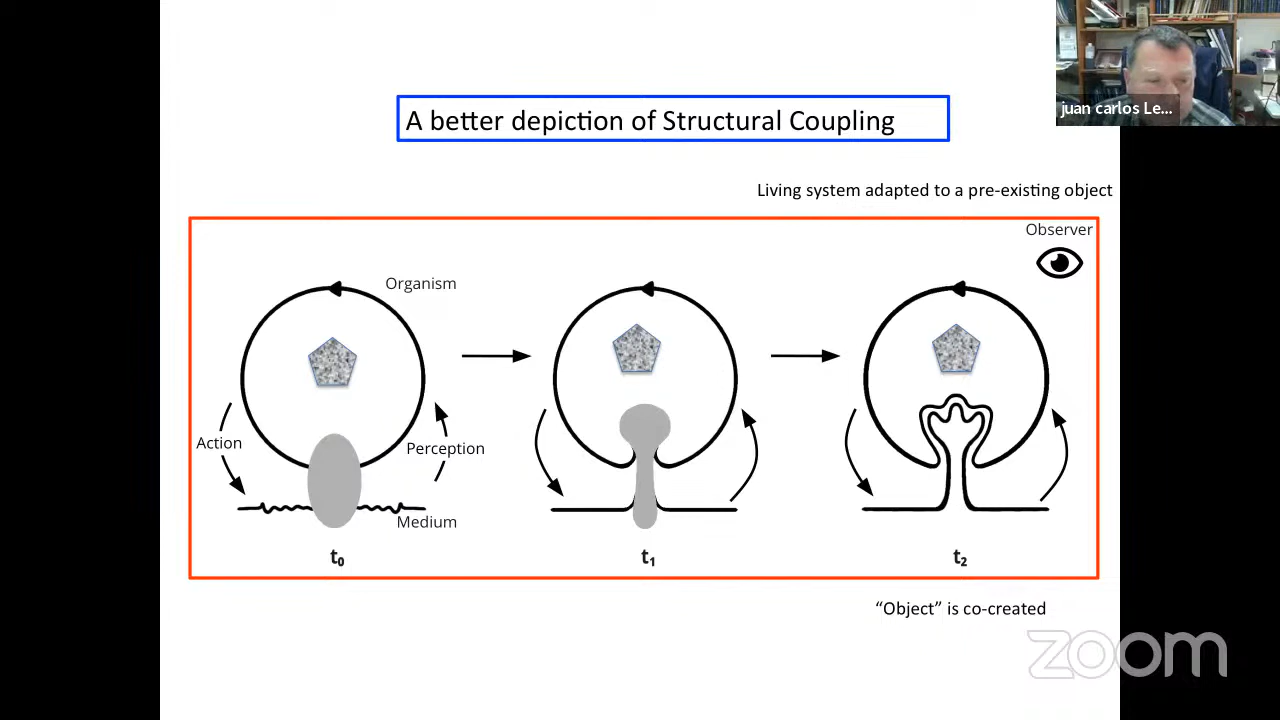 juan carlos Le...
A better depiction of Structural Coupling
Living system adapted to a pre-existing object
Observer
Organism
Action
Perception
Medium
t₀
t₁
t₂
“Object” is co-created
zoom